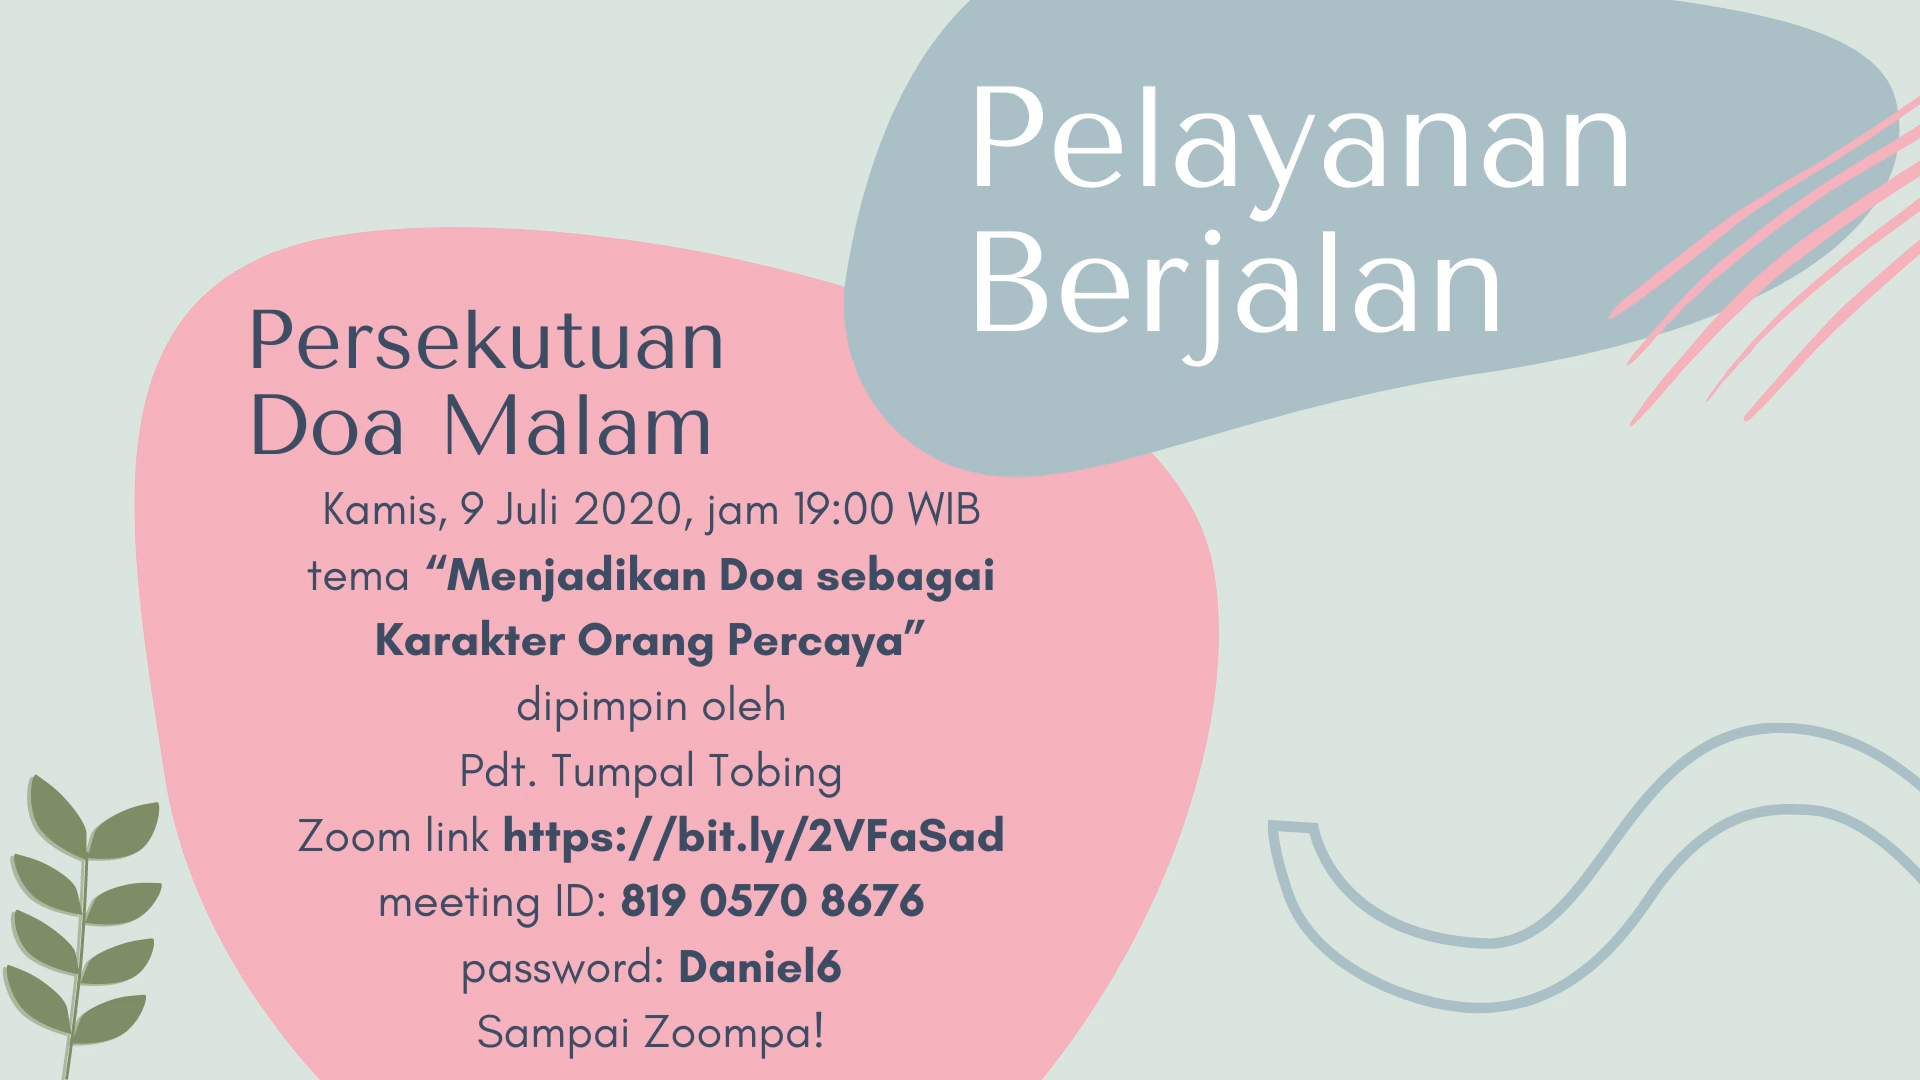 Pelayanan
Berjalan
Persekutuan
Doa Malam
Kamis, 9 Juli 2020, jam 19:00 WIB
tema “Menjadikan Doa sebagai
Karakter Orang Percaya”
dipimpin oleh
Pdt. Tumpal Tobing
Zoom link https://bit.ly/2VFaSad
meeting ID: 819 0570 8676
password: Daniel6
Sampai Zoompa!